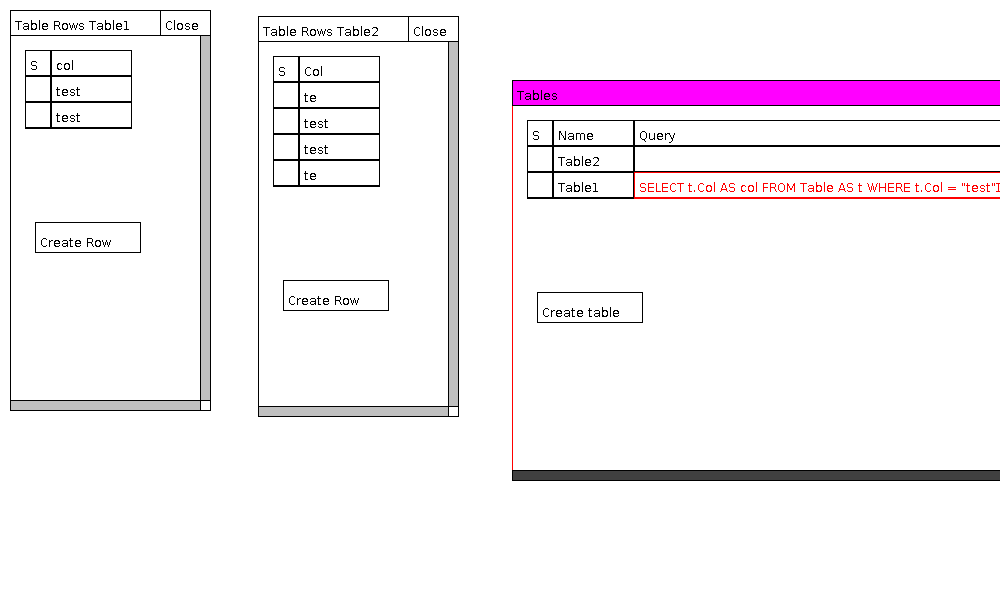 Table Rows Table1 Close
S col
test
test
Create Row
Table Rows Table2 Close
S Col
te
test
test
te
Create Row
Tables
S Name Query
Table2
Table1 SELECT t.Col AS col FROM Table AS t WHERE t.Col = "test"
Create table